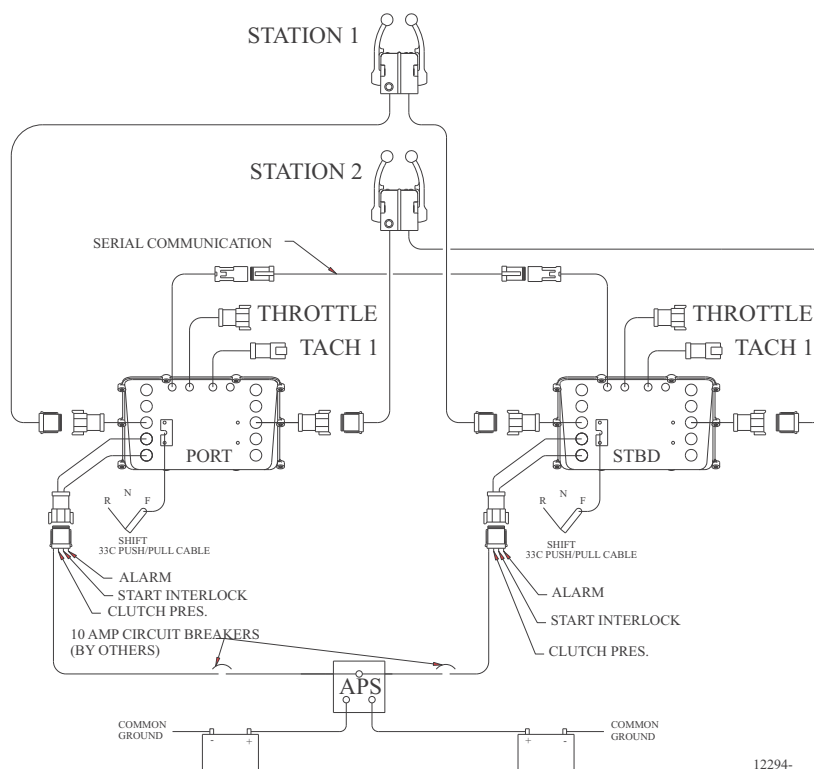 STATION 1
STATION 2
SERIAL COMMUNICATION
THROTTLE
THROTTLE
TACH 1
TACH 1
PORT
STBD
R N F
R N F
SHIFT
33C PUSH/PULL CABLE
SHIFT
33C PUSH/PULL CABLE
ALARM
START INTERLOCK
CLUTCH PRES.
ALARM
START INTERLOCK
CLUTCH PRES.
10 AMP CIRCUIT BREAKERS
(BY OTHERS)
APS
COMMON
GROUND
- +
+ -
COMMON
GROUND
12294-